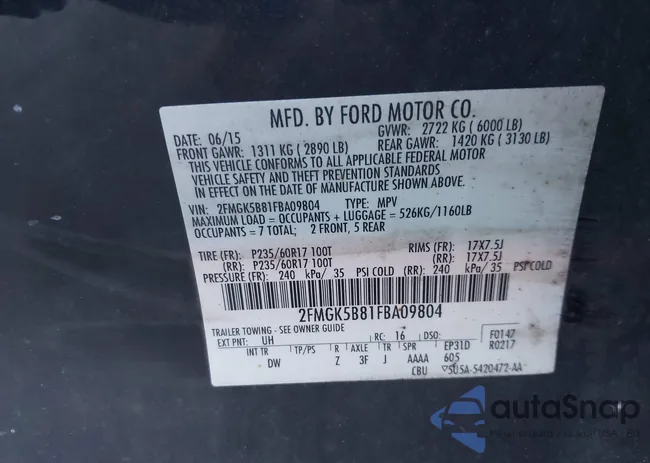 MFD. BY FORD MOTOR CO.
DATE: 06/15 GVWR: 2722 KG ( 6000 LB)
FRONT GAWR: 1311 KG ( 2890 LB) REAR GAWR: 1420 KG ( 3130 LB)
THIS VEHICLE CONFORMS TO ALL APPLICABLE FEDERAL MOTOR
VEHICLE SAFETY AND THEFT PREVENTION STANDARDS
IN EFFECT ON THE DATE OF MANUFACTURE SHOWN ABOVE.
VIN: 2FMGK5B81FBA09804 TYPE: MPV
MAXIMUM LOAD = OCCUPANTS + LUGGAGE = 526KG/1160LB
OCCUPANTS = 7 TOTAL; 2 FRONT, 5 REAR
TIRE (FR): P235/60R17 100T RIMS (FR): 17X7.5J
(RR): P235/60R17 100T (RR): 17X7.5J
PRESSURE (FR): 240 kPa/ 35 PSI COLD (RR): 240 kPa/ 35 PSI COLD
2FMGK5B81FBA09804
TRAILER TOWING - SEE OWNER GUIDE
EXT PNT: UH RC: 16 DSO: F0147
INT TR TP/PS R AXLE TR SPR EP31D R0217
DW Z 3F J AAAA 605
CBU 5U5A-5420472-AA
autaSnap